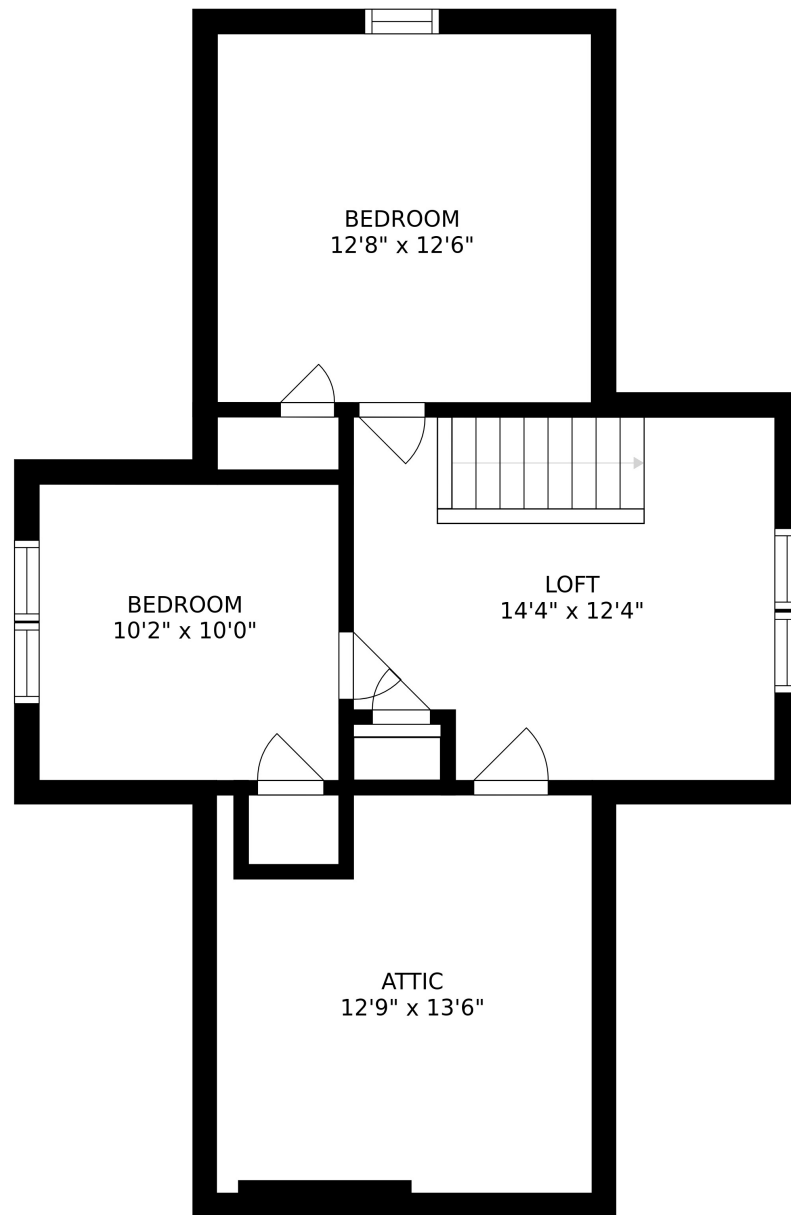 BEDROOM
12'8" x 12'6"
LOFT
14'4" x 12'4"
BEDROOM
10'2" x 10'0"
ATTIC
12'9" x 13'6"